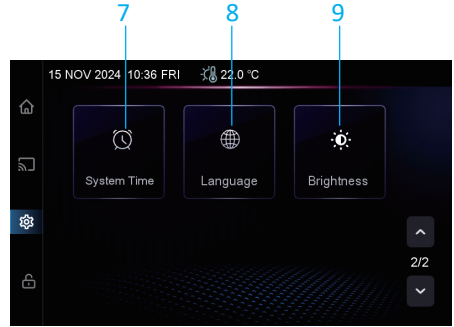 7 8 9
15 NOV 2024 10:36 FRI 22.0 °C
System Time Language Brightness
2/2